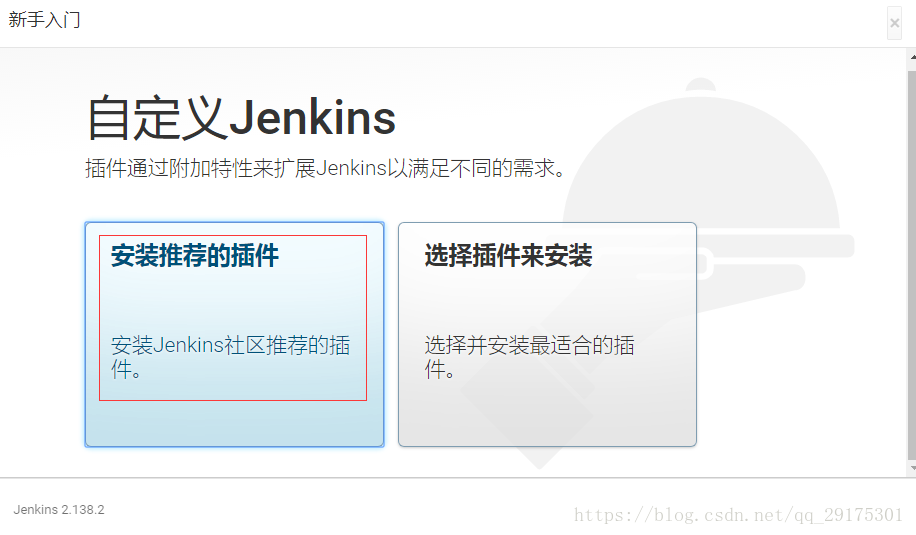 新手入门
×
自定义Jenkins
插件通过附加特性来扩展Jenkins以满足不同的需求。
安装推荐的插件
安装Jenkins社区推荐的插
件。
选择插件来安装
选择并安装最适合的插
件。
Jenkins 2.138.2
https://blog.csdn.net/qq_29175301